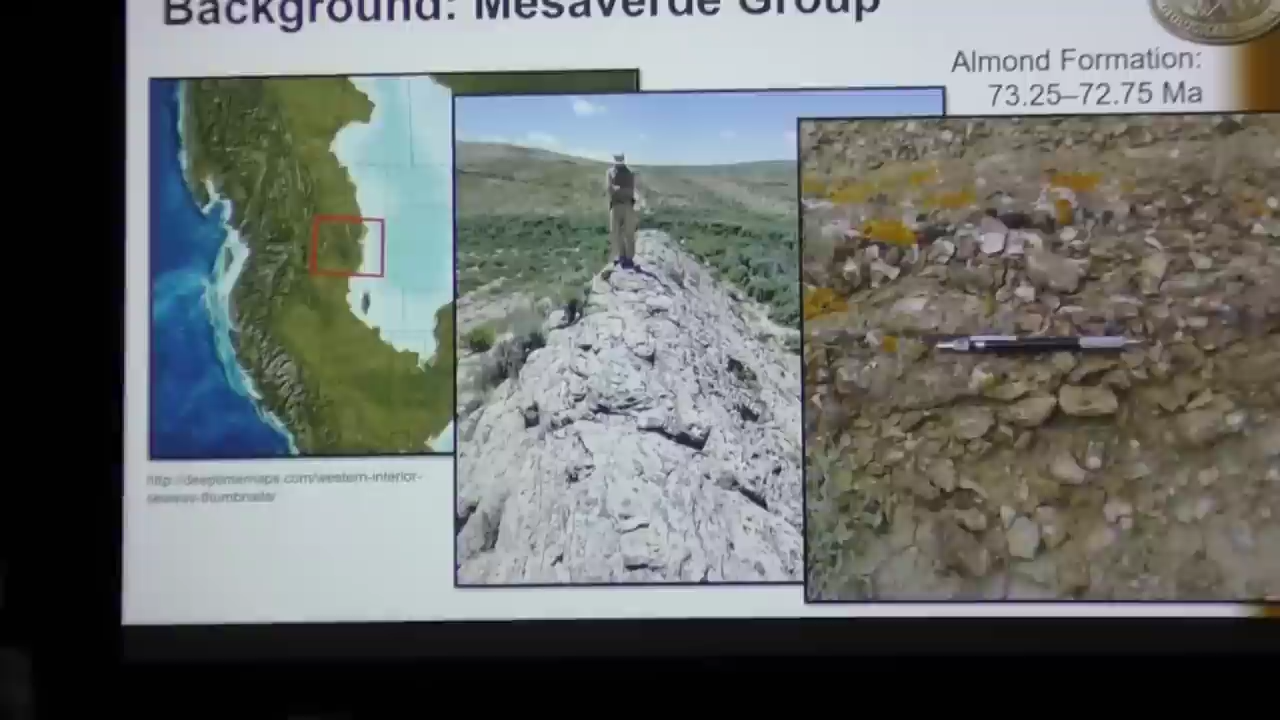 Background: Mesaverde Group
Almond Formation:
73.25–72.75 Ma
http://deeptimemaps.com/western-interior-
seaway-thumbnails/